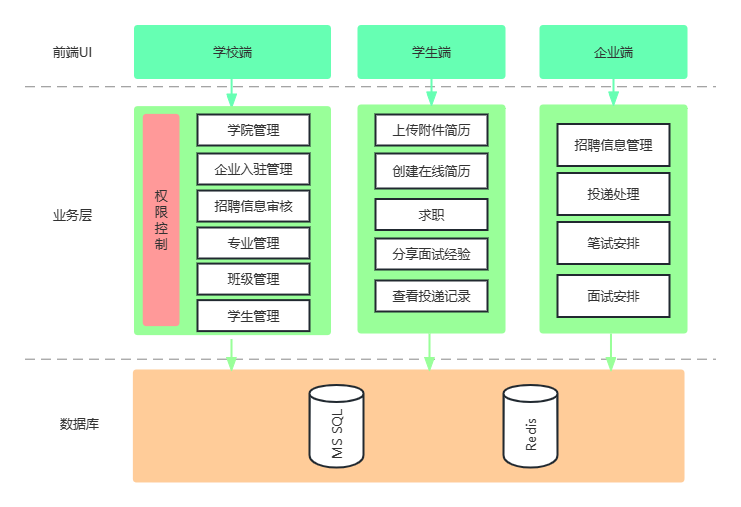 前端UI
学校端
学生端
企业端
业务层
权限控制
学院管理
企业入驻管理
招聘信息审核
专业管理
班级管理
学生管理
上传附件简历
创建在线简历
求职
分享面试经验
查看投递记录
招聘信息管理
投递处理
笔试安排
面试安排
数据库
MS SQL
Redis